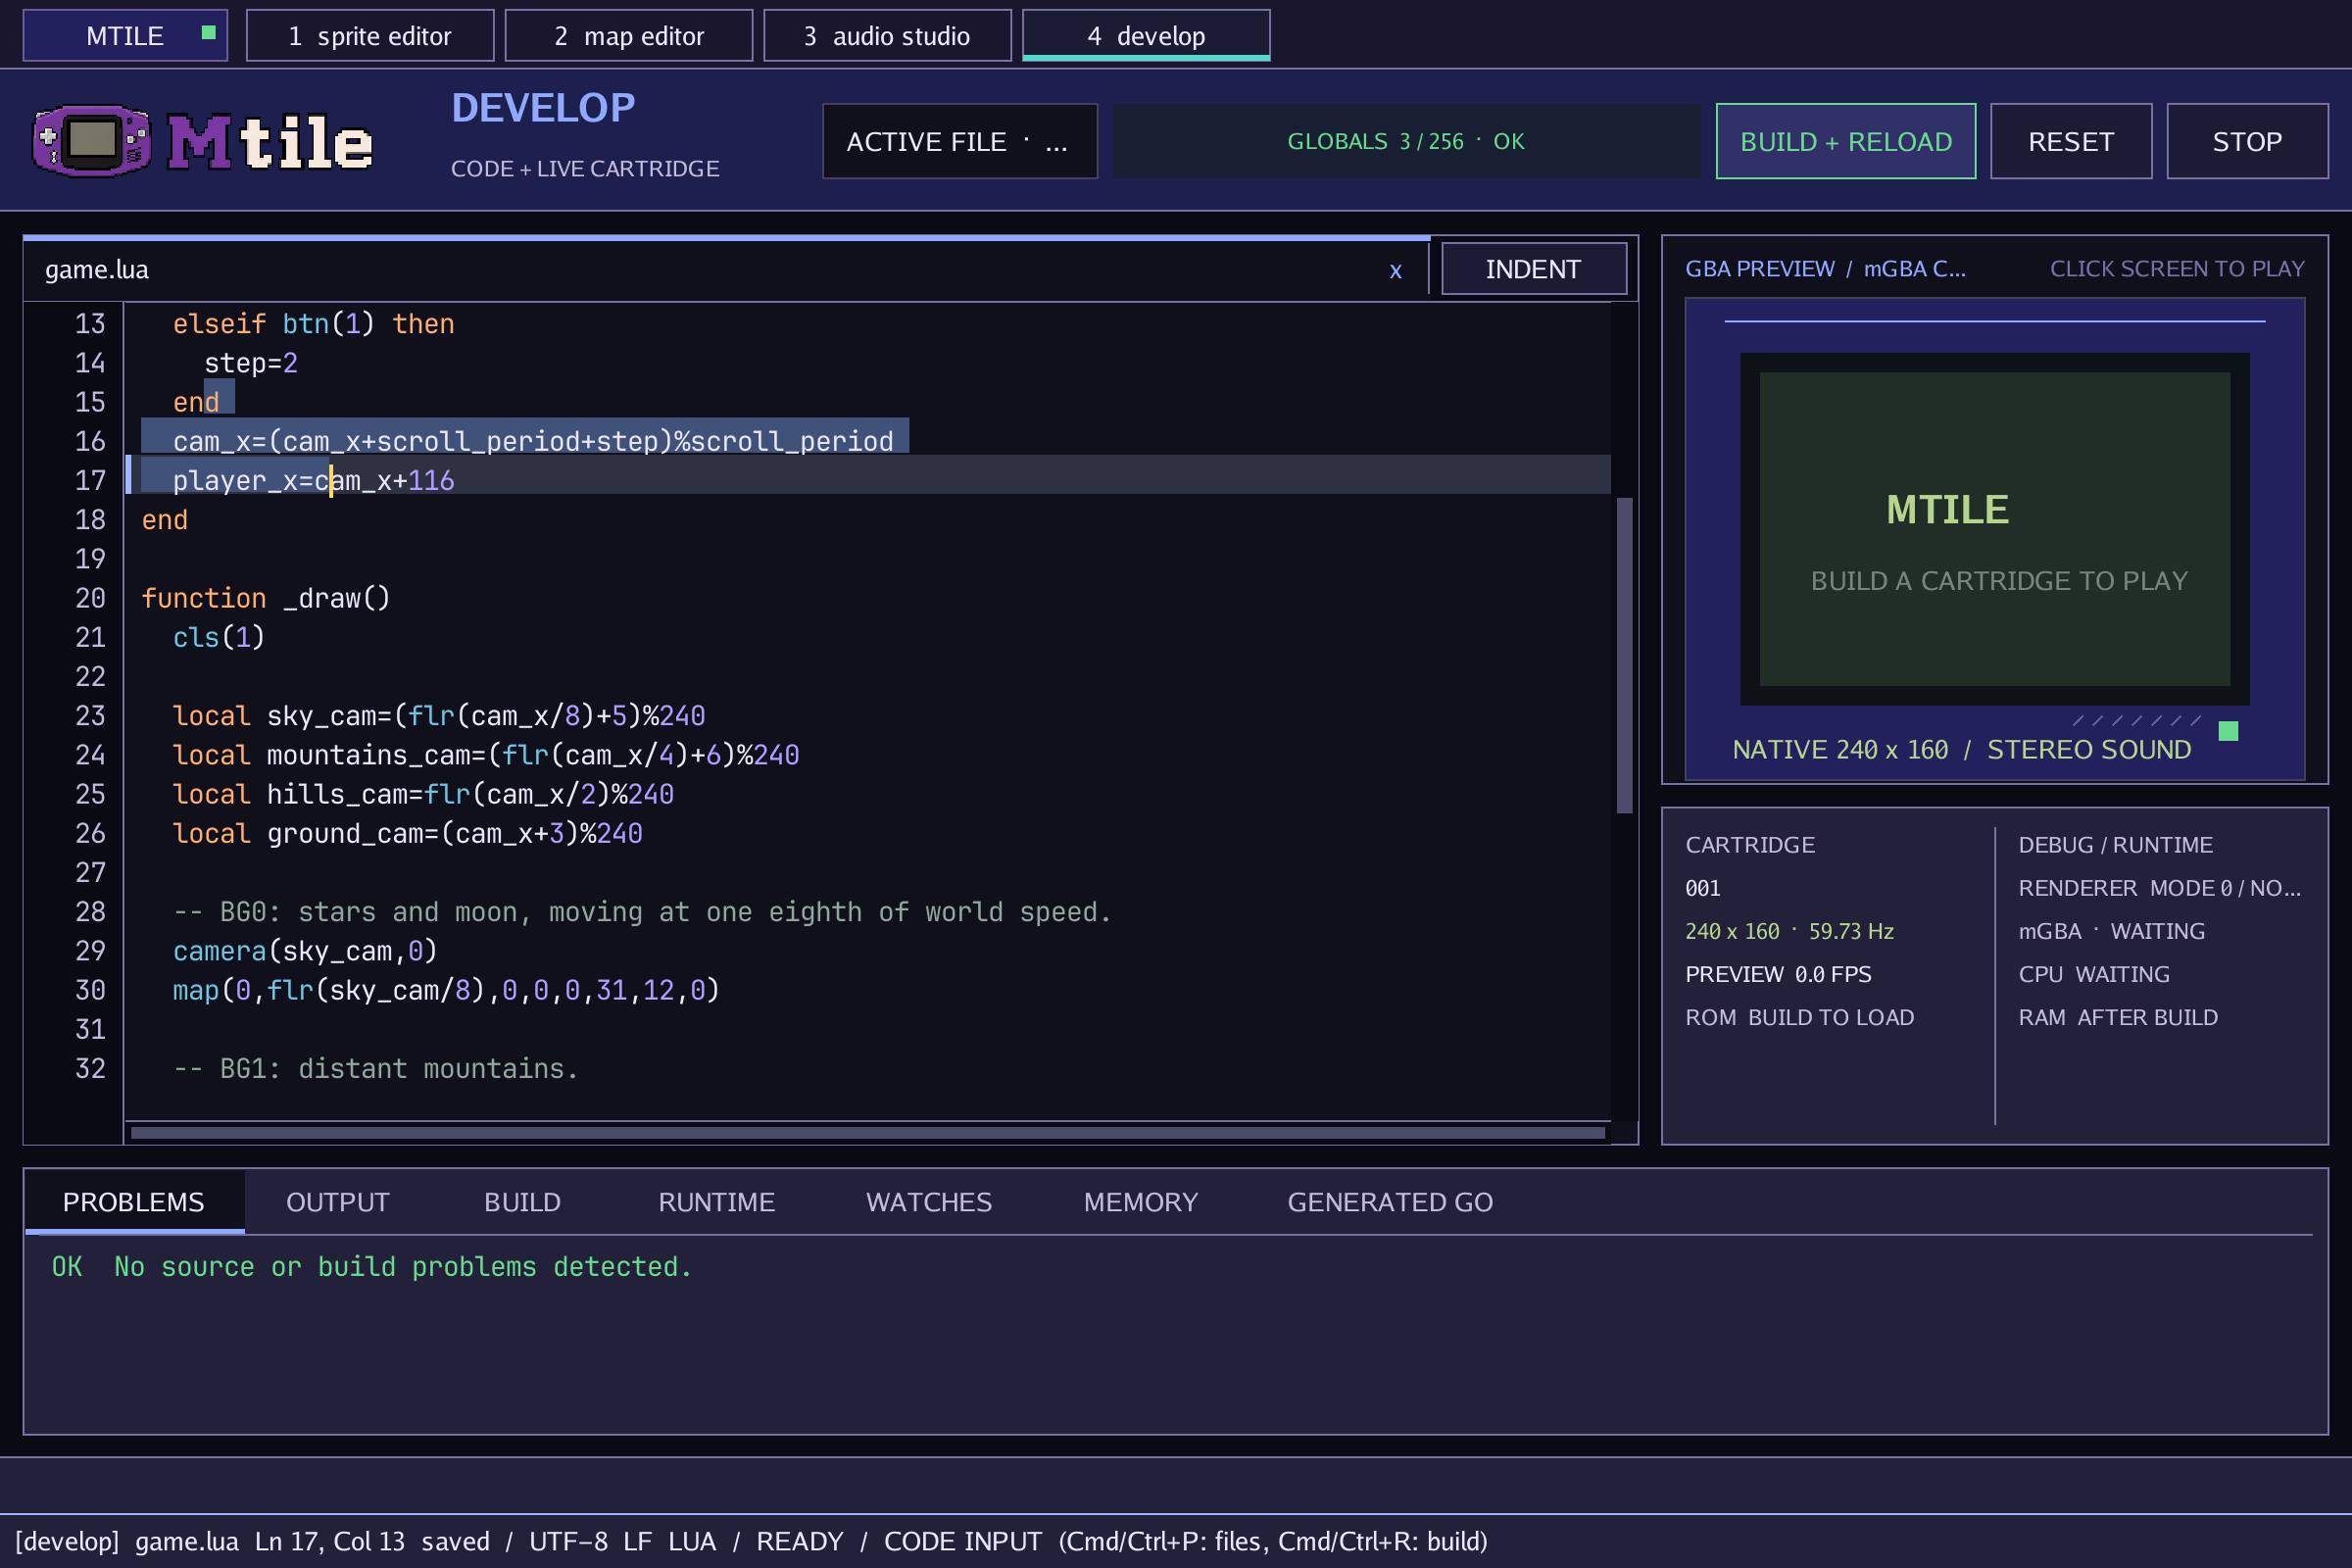 MTILE
1 sprite editor
2 map editor
3 audio studio
4 develop
Mtile
DEVELOP
CODE + LIVE CARTRIDGE
ACTIVE FILE · ...
GLOBALS 3 / 256 · OK
BUILD + RELOAD
RESET
STOP
game.lua x
INDENT
13   elseif btn(1) then
14     step=2
15   end
16   cam_x=(cam_x+scroll_period+step)%scroll_period
17   player_x=cam_x+116
18 end
19
20 function _draw()
21   cls(1)
22
23   local sky_cam=(flr(cam_x/8)+5)%240
24   local mountains_cam=(flr(cam_x/4)+6)%240
25   local hills_cam=flr(cam_x/2)%240
26   local ground_cam=(cam_x+3)%240
27
28   -- BG0: stars and moon, moving at one eighth of world speed.
29   camera(sky_cam,0)
30   map(0,flr(sky_cam/8),0,0,0,31,12,0)
31
32   -- BG1: distant mountains.
GBA PREVIEW / mGBA C...
CLICK SCREEN TO PLAY
MTILE
BUILD A CARTRIDGE TO PLAY
NATIVE 240 x 160 / STEREO SOUND
CARTRIDGE
001
240 x 160 · 59.73 Hz
PREVIEW 0.0 FPS
ROM BUILD TO LOAD
DEBUG / RUNTIME
RENDERER MODE 0 / NO...
mGBA · WAITING
CPU WAITING
RAM AFTER BUILD
PROBLEMS
OUTPUT
BUILD
RUNTIME
WATCHES
MEMORY
GENERATED GO
OK No source or build problems detected.
[develop] game.lua Ln 17, Col 13 saved / UTF-8 LF LUA / READY / CODE INPUT (Cmd/Ctrl+P: files, Cmd/Ctrl+R: build)